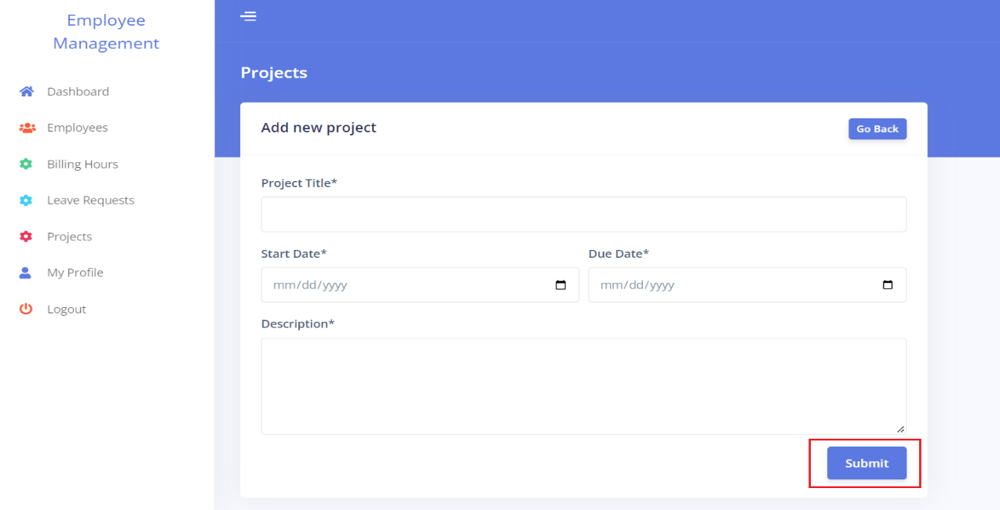 Employee
Management
Dashboard
Employees
Billing Hours
Leave Requests
Projects
My Profile
Logout
Projects
Add new project
Go Back
Project Title*
Start Date*
Due Date*
mm/dd/yyyy
mm/dd/yyyy
Description*
Submit